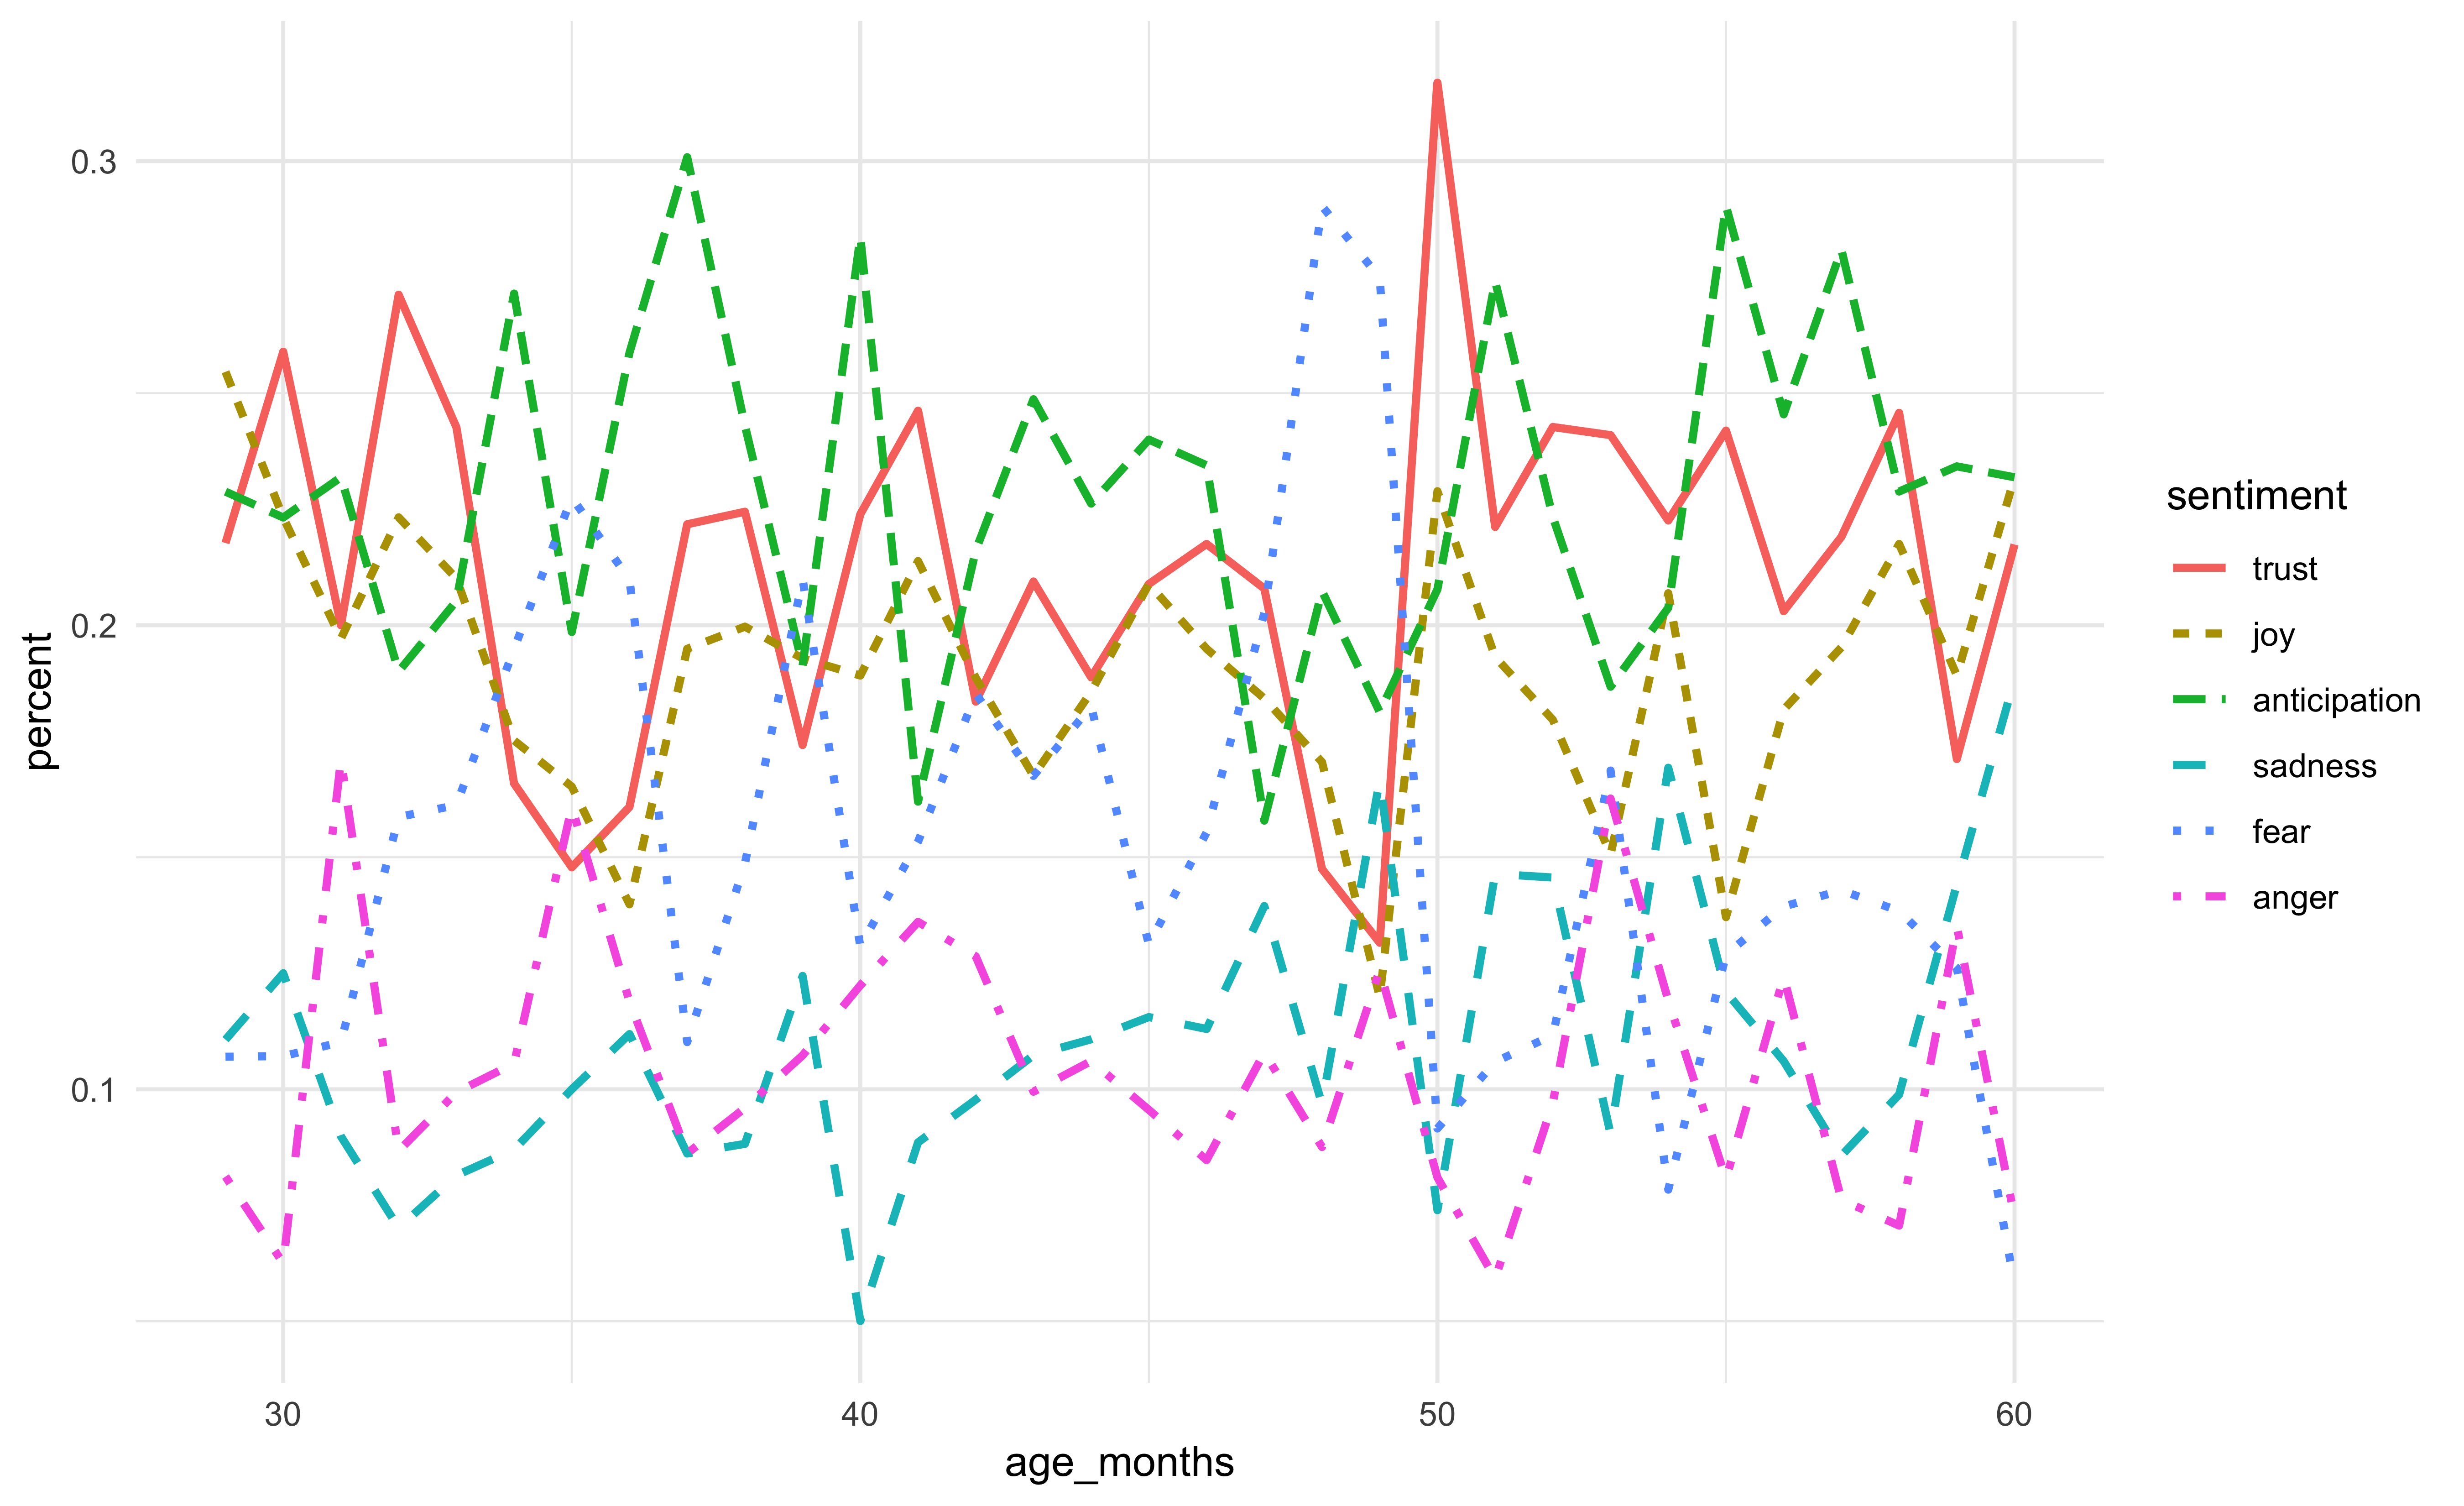 0.3
0.2
0.1
percent
30
40
50
60
age_months
sentiment
trust
joy
anticipation
sadness
fear
anger